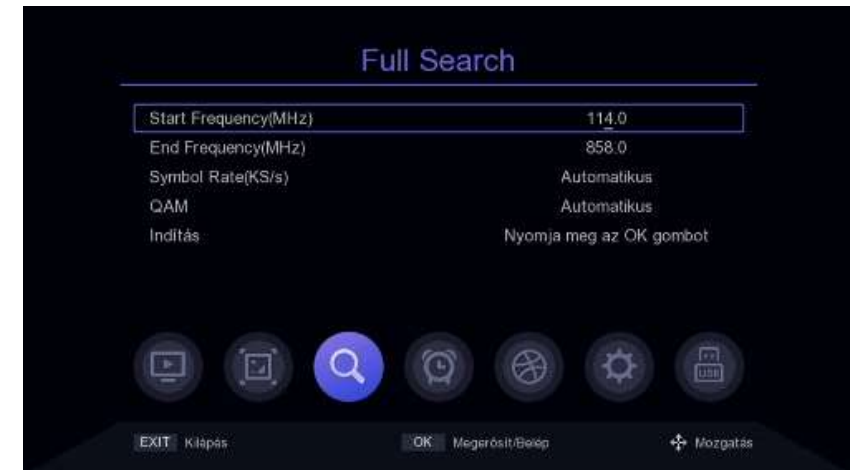 Full Search
Start Frequency(MHz) 114.0
End Frequency(MHz) 858.0
Symbol Rate(KS/s) Automatikus
QAM Automatikus
Indítás Nyomja meg az OK gombot
USB
EXIT Kilépés OK Megerősít/Belép Mozgatás